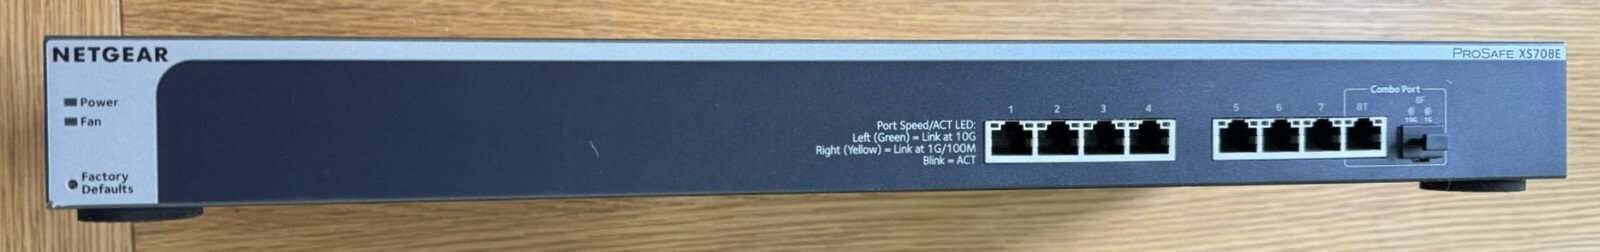 NETGEAR
PROSAFE XS708E
Power
Fan
Factory
Defaults
Port Speed/ACT LED:
Left (Green) = Link at 10G
Right (Yellow) = Link at 1G/100M
Blink = ACT
1 2 3 4
5 6 7 8T
Combo Port
8F
10G 1G